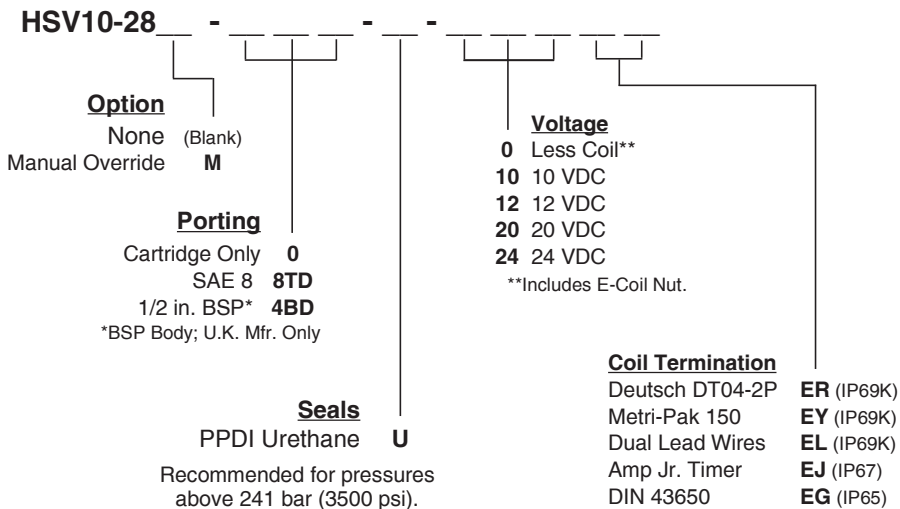 HSV10-28__ - __ __ __ - __ - __ __ __ __ __
Option
None (Blank)
Manual Override M
Porting
Cartridge Only 0
SAE 8 8TD
1/2 in. BSP* 4BD
*BSP Body; U.K. Mfr. Only
Seals
PPDI Urethane U
Recommended for pressures
above 241 bar (3500 psi).
Voltage
0 Less Coil**
10 10 VDC
12 12 VDC
20 20 VDC
24 24 VDC
**Includes E-Coil Nut.
Coil Termination
Deutsch DT04-2P ER (IP69K)
Metri-Pak 150 EY (IP69K)
Dual Lead Wires EL (IP69K)
Amp Jr. Timer EJ (IP67)
DIN 43650 EG (IP65)